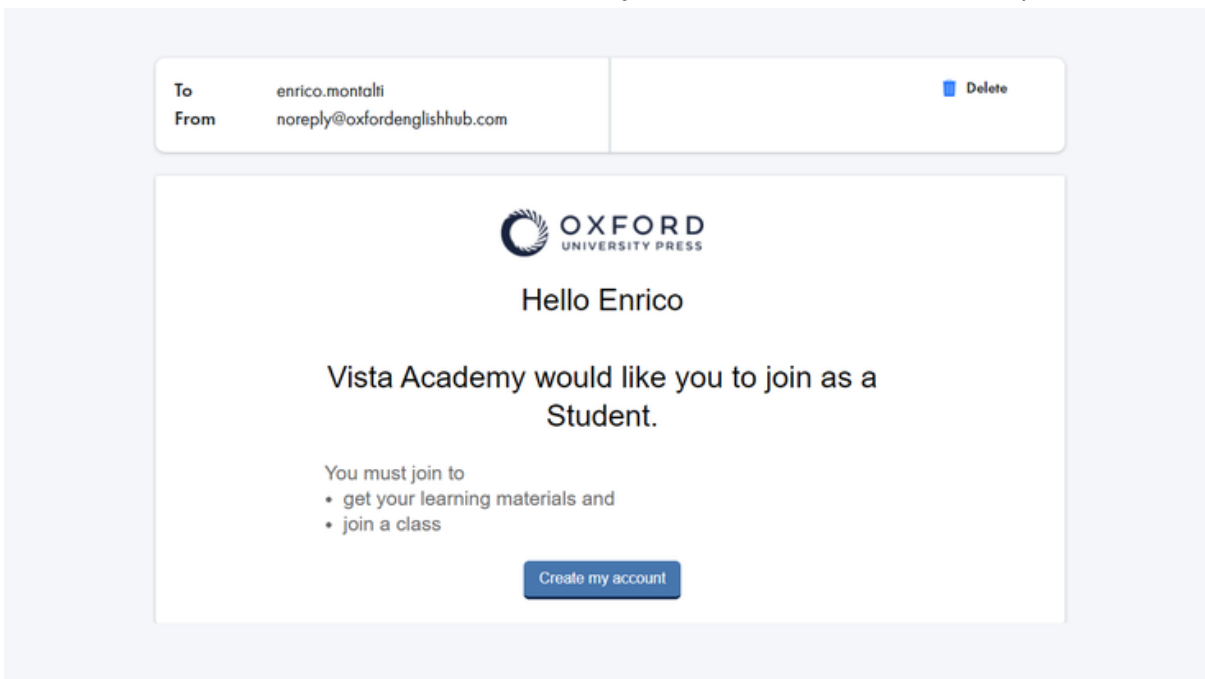 To enrico.montalti
Delete
From noreply@oxfordenglishhub.com
OXFORD
UNIVERSITY PRESS
Hello Enrico
Vista Academy would like you to join as a
Student.
You must join to
• get your learning materials and
• join a class
Create my account